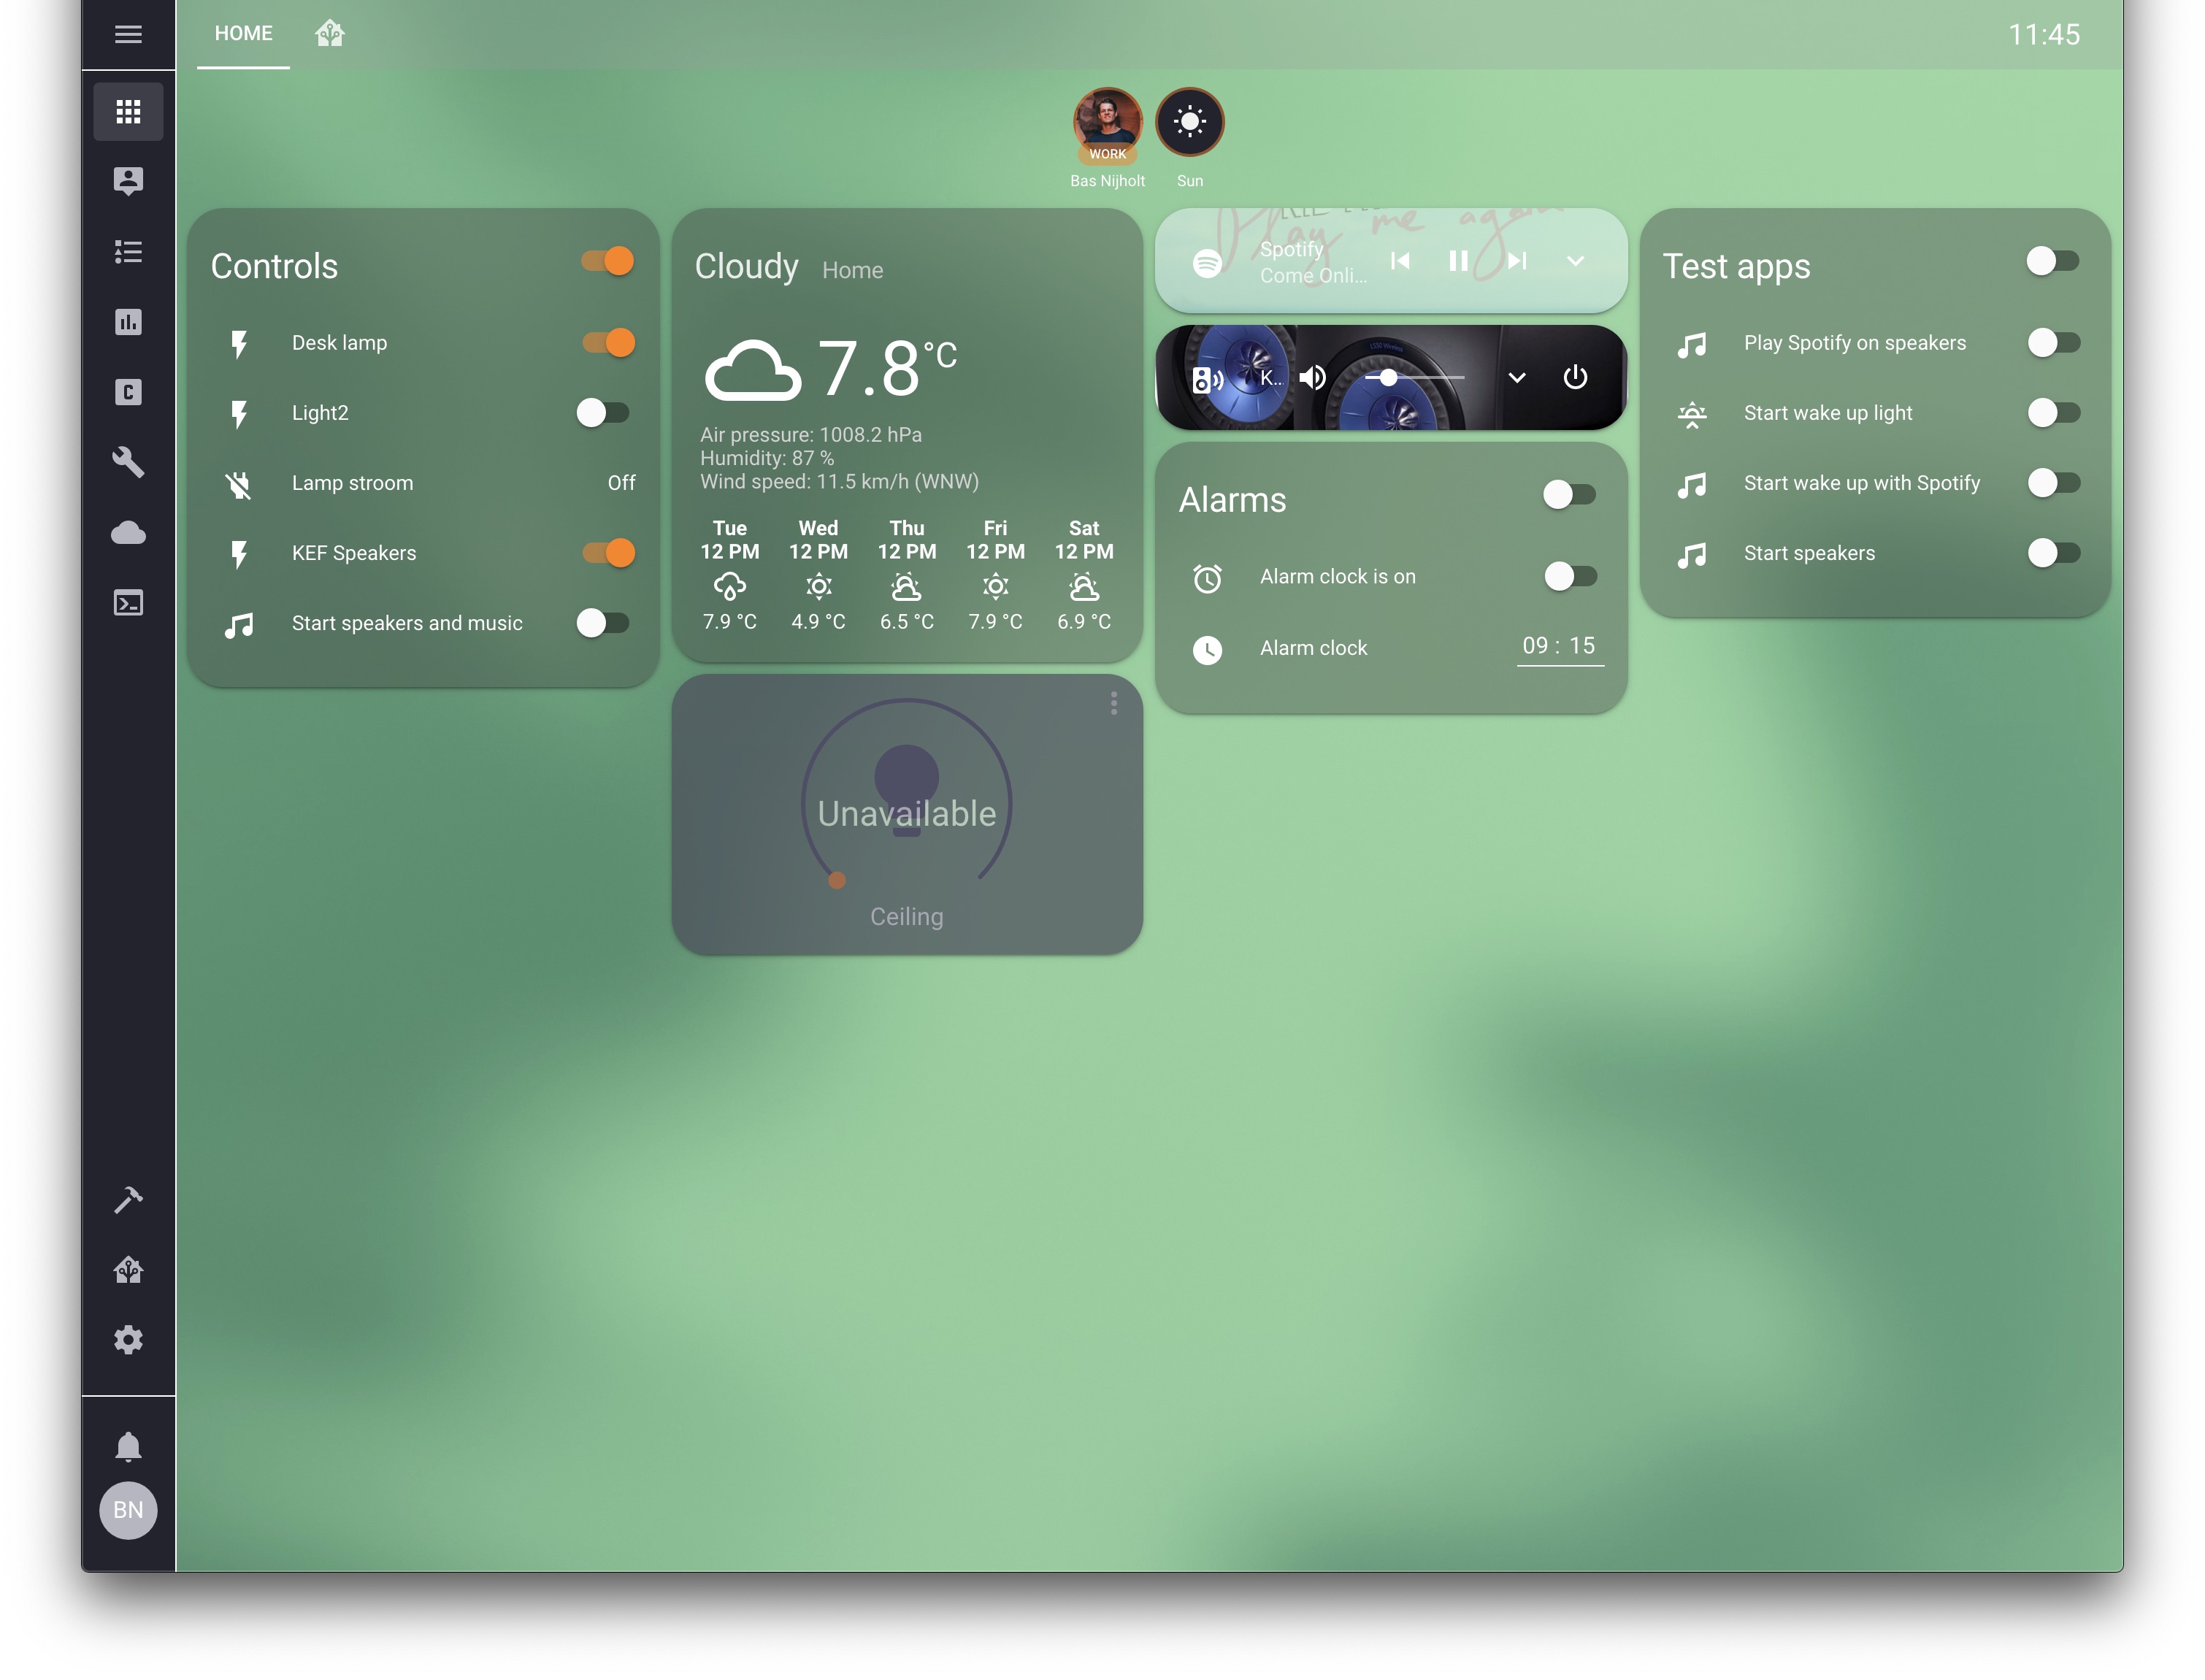 HOME
11:45
WORK
Bas Nijholt
Sun
Controls
Desk lamp
Light2
Lamp stroom Off
KEF Speakers
Start speakers and music
Cloudy Home
7.8 °C
Air pressure: 1008.2 hPa
Humidity: 87 %
Wind speed: 11.5 km/h (WNW)
Tue Wed Thu Fri Sat
12 PM 12 PM 12 PM 12 PM 12 PM
7.9 °C 4.9 °C 6.5 °C 7.9 °C 6.9 °C
Unavailable
Ceiling
Play me again
Spotify
Come Onli...
K...
Alarms
Alarm clock is on
Alarm clock 09 : 15
Test apps
Play Spotify on speakers
Start wake up light
Start wake up with Spotify
Start speakers
C
BN